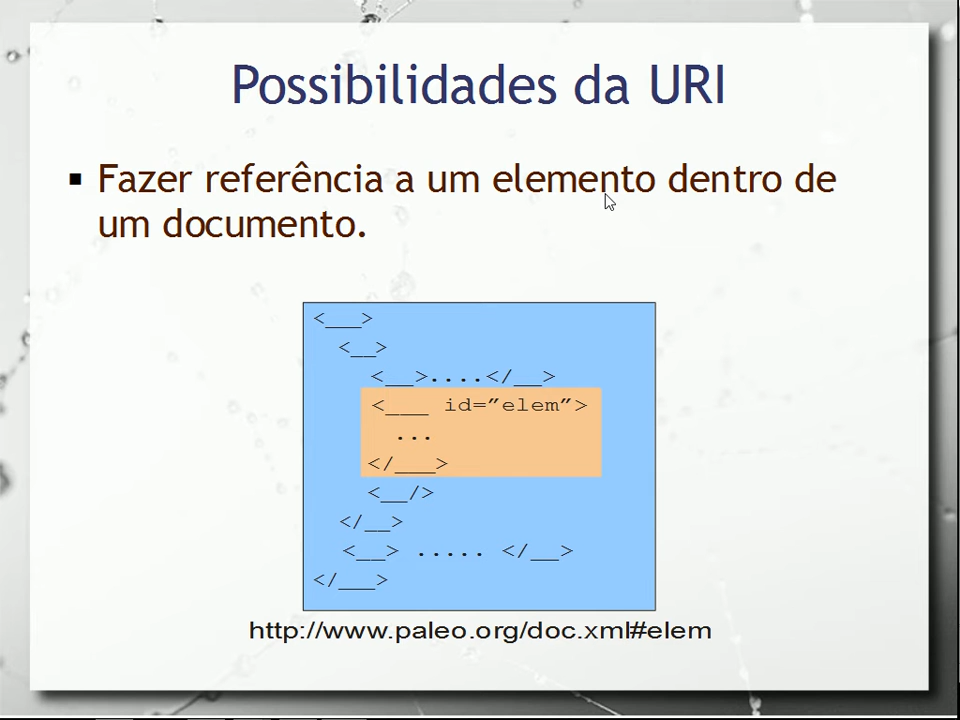 Possibilidades da URI
▪ Fazer referência a um elemento dentro de
um documento.
<___>
<__>
<__>....</__>
<___ id=”elem”>
...
</___>
<__/>
</__>
<__> ..... </__>
</___>
http://www.paleo.org/doc.xml#elem